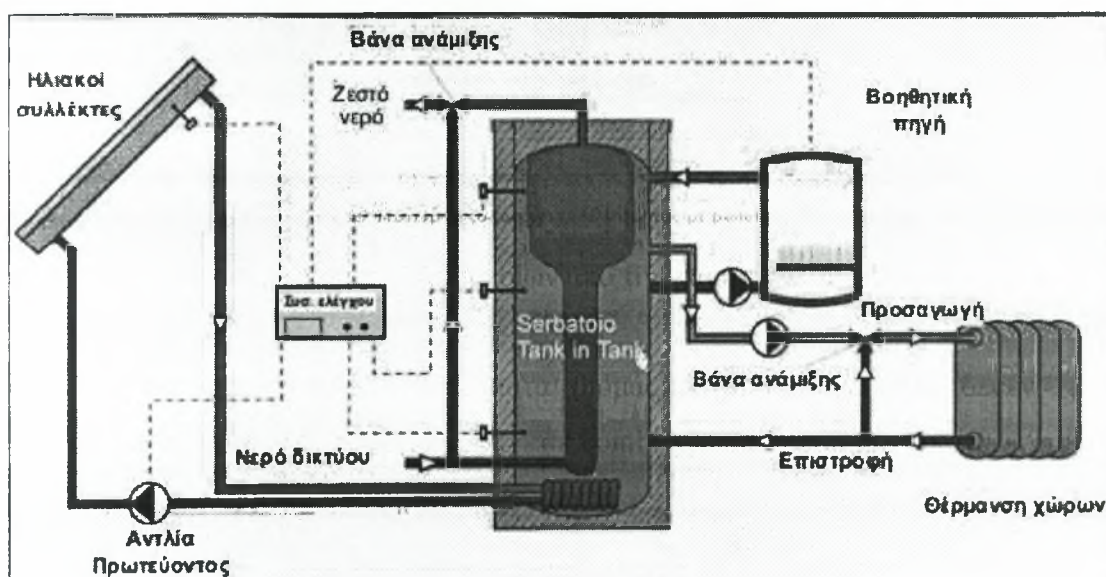 Βάνα ανάμιξης
Ηλιακοί
συλλέκτες
Ζεστό
νερό
Βοηθητική
πηγή
Συσ. ελέγχου
Serbatoio
Tank in Tank
Προσαγωγή
Βάνα ανάμιξης
Νερό δικτύου
Επιστροφή
Θέρμανση χώρων
Αντλία
Πρωτεύοντος